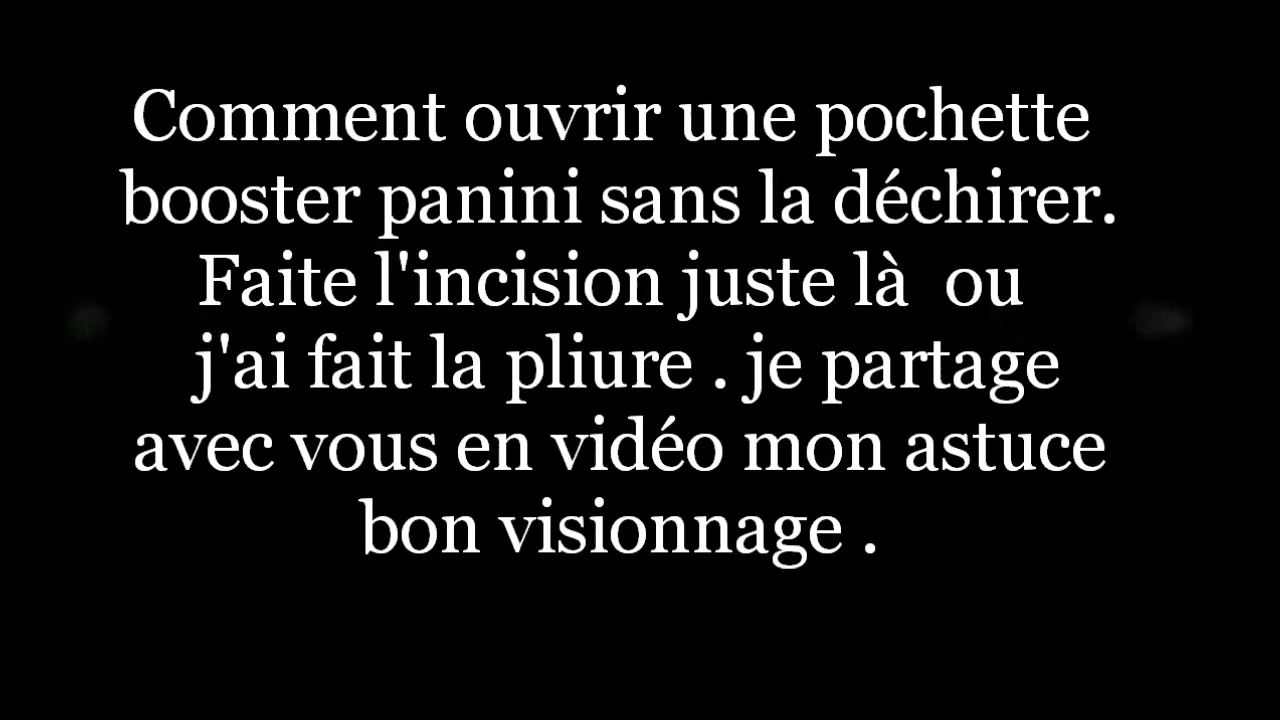 Comment ouvrir une pochette
booster panini sans la déchirer.
Faite l'incision juste là ou
j'ai fait la pliure . je partage
avec vous en vidéo mon astuce
bon visionnage .